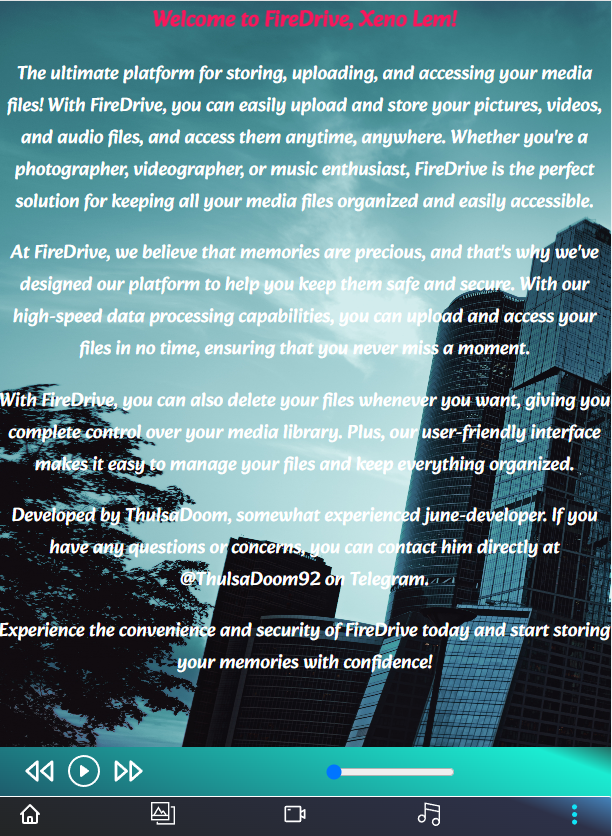 Welcome to FireDrive, Xeno Lem!
The ultimate platform for storing, uploading, and accessing your media
files! With FireDrive, you can easily upload and store your pictures, videos,
and audio files, and access them anytime, anywhere. Whether you're a
photographer, videographer, or music enthusiast, FireDrive is the perfect
solution for keeping all your media files organized and easily accessible.
At FireDrive, we believe that memories are precious, and that's why we've
designed our platform to help you keep them safe and secure. With our
high-speed data processing capabilities, you can upload and access your
files in no time, ensuring that you never miss a moment.
With FireDrive, you can also delete your files whenever you want, giving you
complete control over your media library. Plus, our user-friendly interface
makes it easy to manage your files and keep everything organized.
Developed by ThulsaDoom, somewhat experienced june-developer. If you
have any questions or concerns, you can contact him directly at
@ThulsaDoom92 on Telegram.
Experience the convenience and security of FireDrive today and start storing
your memories with confidence!